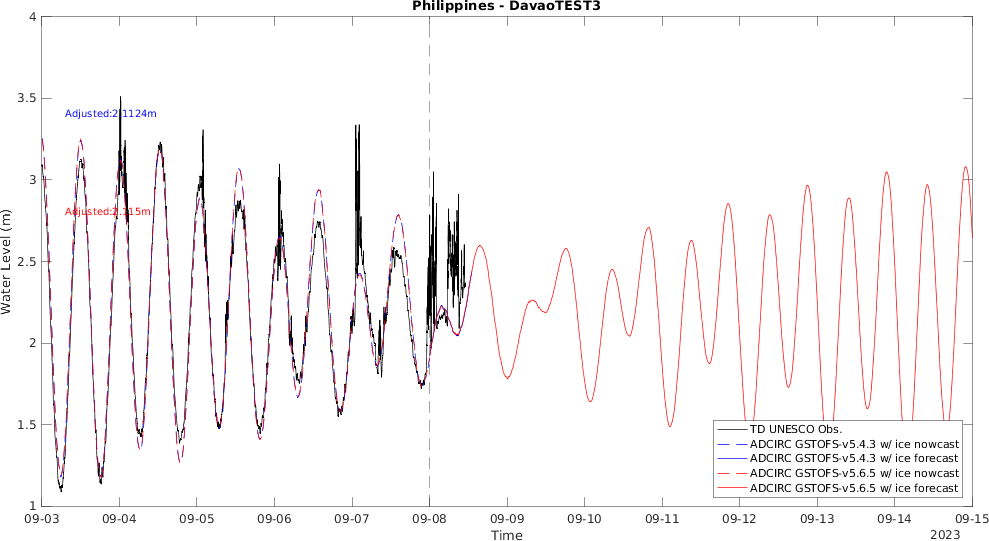 Philippines - DavaoTEST3
4
3.5
3
2.5
2
1.5
1
Water Level (m)
Adjusted:2.1124m
Adjusted:2.315m
TD UNESCO Obs.
ADCIRC GSTOFS-v5.4.3 w/ ice nowcast
ADCIRC GSTOFS-v5.4.3 w/ ice forecast
ADCIRC GSTOFS-v5.6.5 w/ ice nowcast
ADCIRC GSTOFS-v5.6.5 w/ ice forecast
09-03 09-04 09-05 09-06 09-07 09-08 09-09 09-10 09-11 09-12 09-13 09-14 09-15
Time
2023